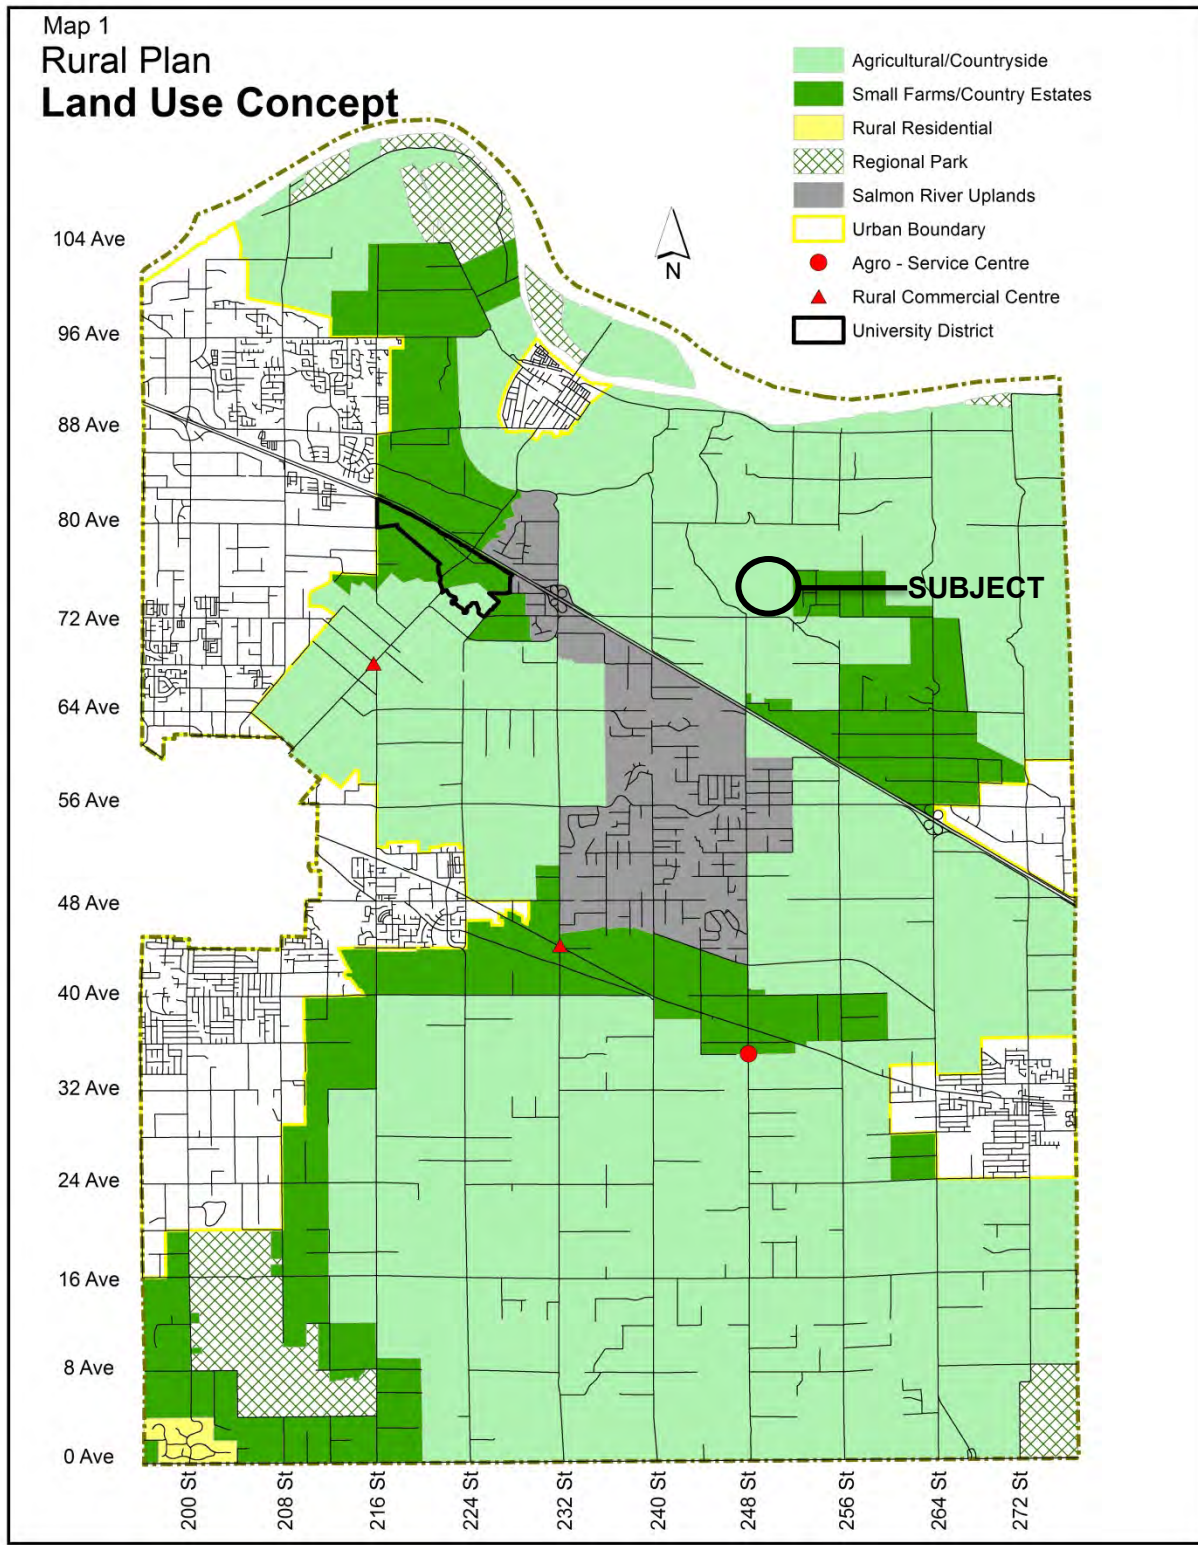 Map 1
Rural Plan
Land Use Concept
Agricultural/Countryside
Small Farms/Country Estates
Rural Residential
Regional Park
Salmon River Uplands
Urban Boundary
Agro - Service Centre
Rural Commercial Centre
University District
N
104 Ave
96 Ave
88 Ave
80 Ave
SUBJECT
72 Ave
64 Ave
56 Ave
48 Ave
40 Ave
32 Ave
24 Ave
16 Ave
8 Ave
0 Ave
200 St
208 St
216 St
224 St
232 St
240 St
248 St
256 St
264 St
272 St